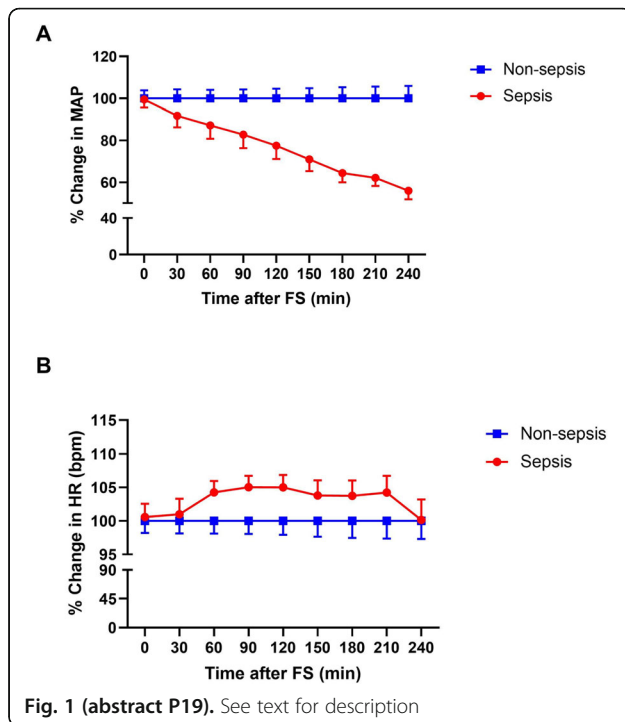 A
120
100
80
60
40
0
% Change in MAP
Non-sepsis
Sepsis
0 30 60 90 120 150 180 210 240
Time after FS (min)
B
115
110
105
100
95
90
45
0
% Change in HR (bpm)
Non-sepsis
Sepsis
0 30 60 90 120 150 180 210 240
Time after FS (min)
Fig. 1 (abstract P19). See text for description